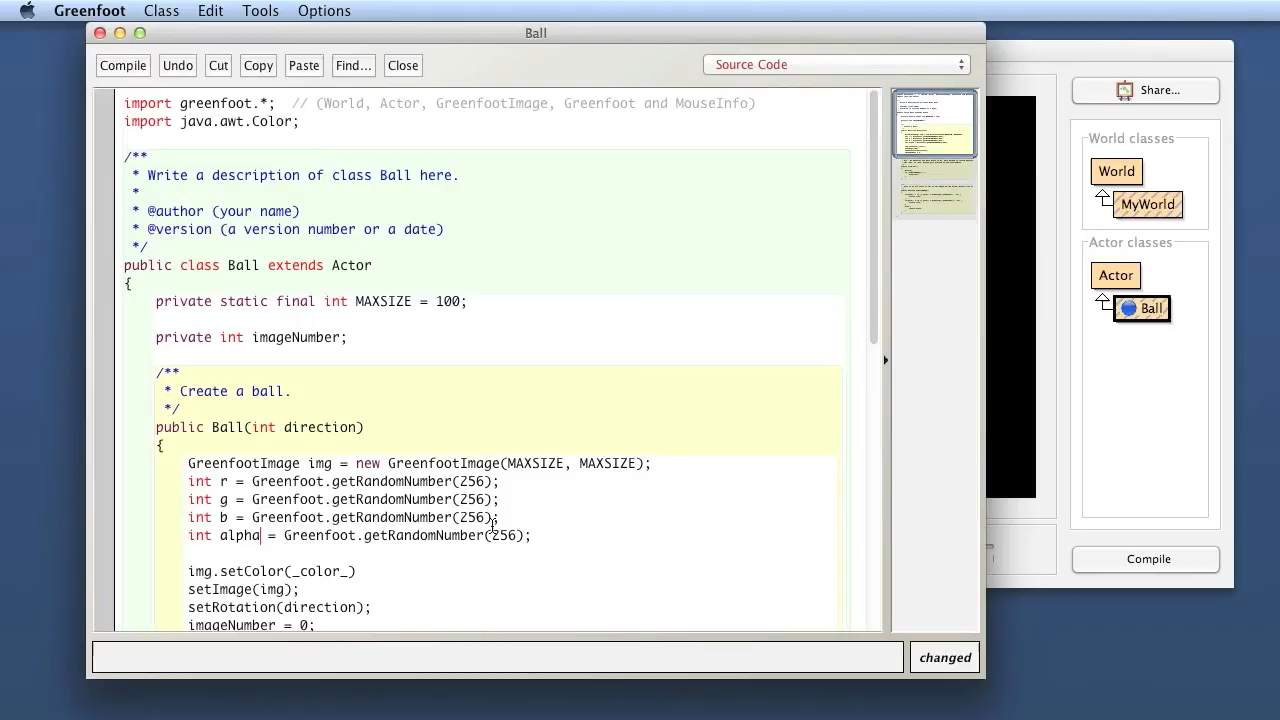 Greenfoot Class Edit Tools Options
Ball
Compile Undo Cut Copy Paste Find... Close Source Code
import greenfoot.*;  // (World, Actor, GreenfootImage, Greenfoot and MouseInfo)
import java.awt.Color;
/**
 * Write a description of class Ball here.
 *
 * @author (your name)
 * @version (a version number or a date)
 */
public class Ball extends Actor
{
    private static final int MAXSIZE = 100;
    private int imageNumber;
    /**
     * Create a ball.
     */
    public Ball(int direction)
    {
        GreenfootImage img = new GreenfootImage(MAXSIZE, MAXSIZE);
        int r = Greenfoot.getRandomNumber(256);
        int g = Greenfoot.getRandomNumber(256);
        int b = Greenfoot.getRandomNumber(256);
        int alpha = Greenfoot.getRandomNumber(256);
        img.setColor(_color_)
        setImage(img);
        setRotation(direction);
        imageNumber = 0;
changed
Share...
World classes
World
MyWorld
Actor classes
Actor
Ball
Compile